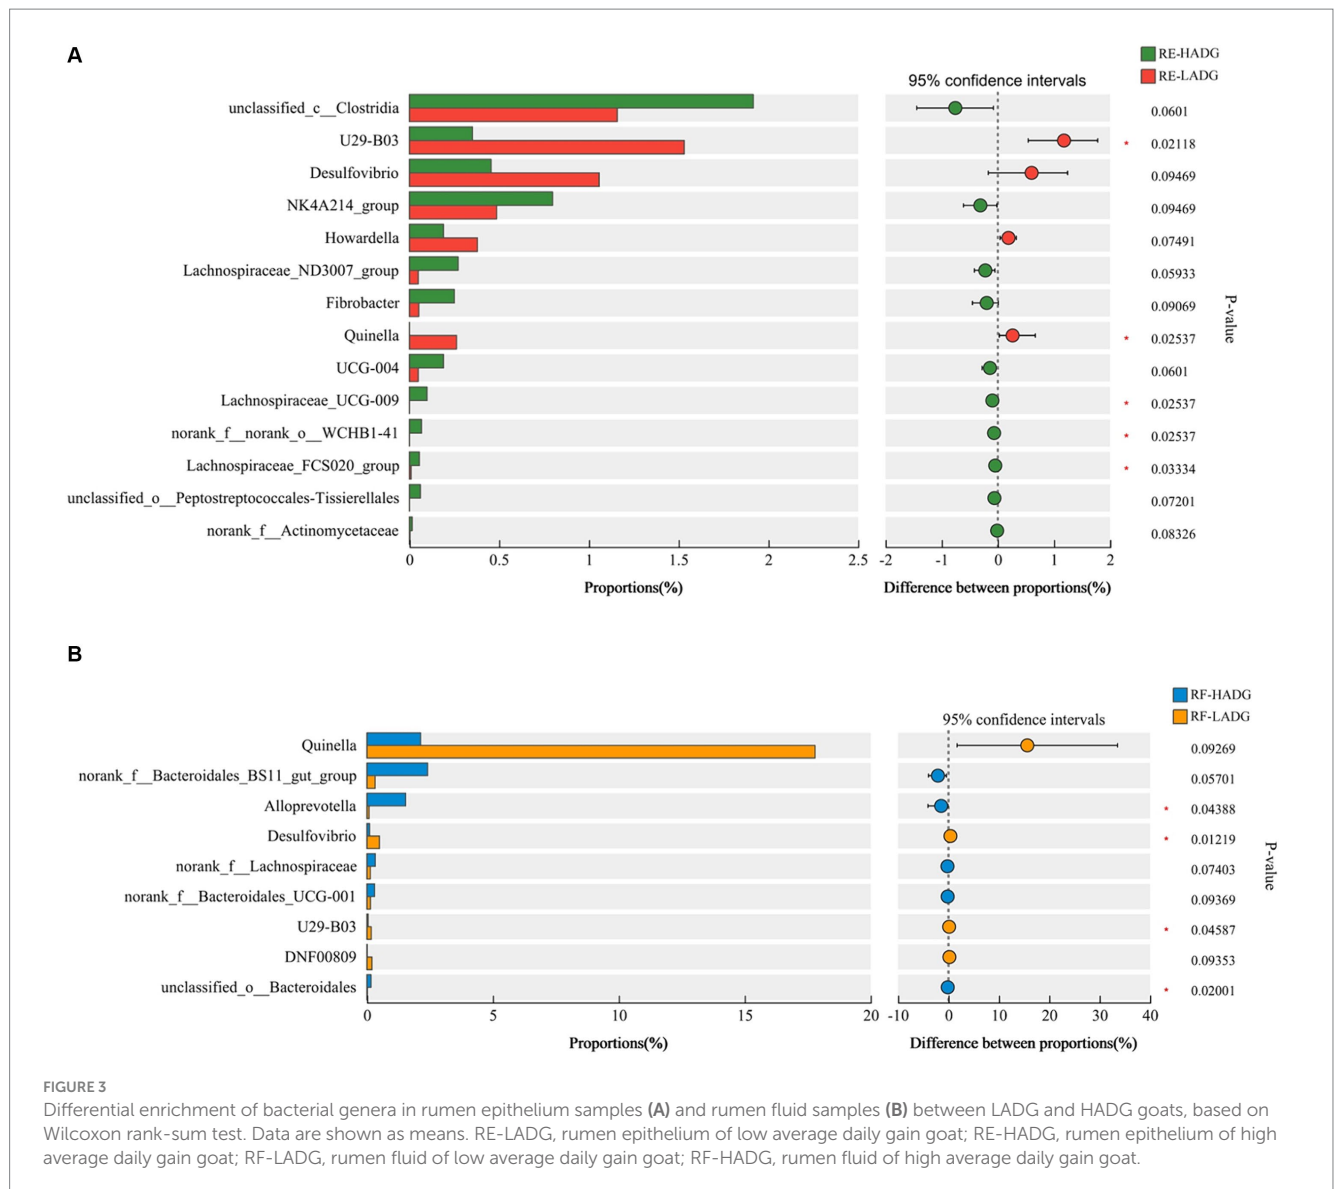 A
RE-HADG
RE-LADG
95% confidence intervals
unclassified_c__Clostridia
0.0601
U29-B03
* 0.02118
Desulfovibrio
0.09469
NK4A214_group
0.09469
Howardella
0.07491
Lachnospiraceae_ND3007_group
0.05933
Fibrobacter
0.09069
Quinella
* 0.02537
UCG-004
0.0601
Lachnospiraceae_UCG-009
* 0.02537
norank_f__norank_o__WCHB1-41
* 0.02537
Lachnospiraceae_FCS020_group
* 0.03334
unclassified_o__Peptostreptococcales-Tissierellales
0.07201
norank_f__Actinomycetaceae
0.08326
P-value
0 0.5 1 1.5 2 2.5
-2 -1 0 1 2
Proportions(%)
Difference between proportions(%)
B
RF-HADG
RF-LADG
95% confidence intervals
Quinella
0.09269
norank_f__Bacteroidales_BS11_gut_group
0.05701
Alloprevotella
* 0.04388
Desulfovibrio
* 0.01219
norank_f__Lachnospiraceae
0.07403
norank_f__Bacteroidales_UCG-001
0.09369
U29-B03
* 0.04587
DNF00809
0.09353
unclassified_o__Bacteroidales
* 0.02001
P-value
0 5 10 15 20
-10 0 10 20 30 40
Proportions(%)
Difference between proportions(%)
FIGURE 3
Differential enrichment of bacterial genera in rumen epithelium samples (A) and rumen fluid samples (B) between LADG and HADG goats, based on
Wilcoxon rank-sum test. Data are shown as means. RE-LADG, rumen epithelium of low average daily gain goat; RE-HADG, rumen epithelium of high
average daily gain goat; RF-LADG, rumen fluid of low average daily gain goat; RF-HADG, rumen fluid of high average daily gain goat.